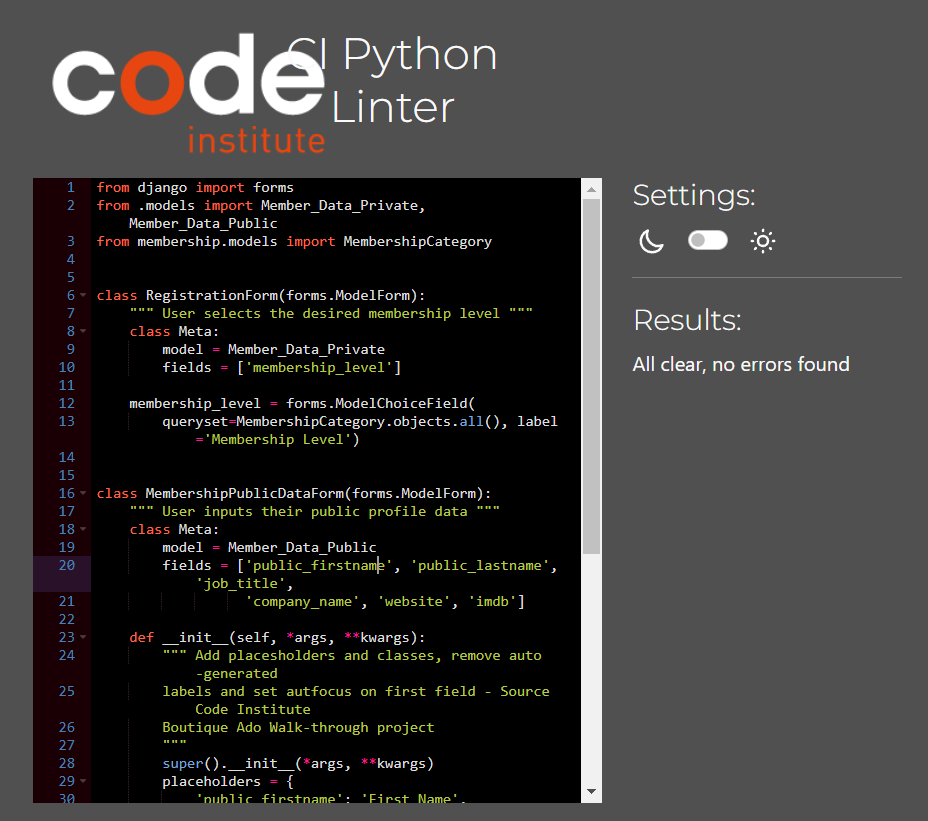 code
institute
CI Python
Linter
1 from django import forms
2 from .models import Member_Data_Private,
Member_Data_Public
3 from membership.models import MembershipCategory
4
5
6 class RegistrationForm(forms.ModelForm):
7 """ User selects the desired membership level """
8 class Meta:
9 model = Member_Data_Private
10 fields = ['membership_level']
11
12 membership_level = forms.ModelChoiceField(
13 queryset=MembershipCategory.objects.all(), label
='Membership Level')
14
15
16 class MembershipPublicDataForm(forms.ModelForm):
17 """ User inputs their public profile data """
18 class Meta:
19 model = Member_Data_Public
20 fields = ['public_firstname', 'public_lastname',
'job_title',
21 'company_name', 'website', 'imdb']
22
23 def __init__(self, *args, **kwargs):
24 """ Add placesholders and classes, remove auto
-generated
25 labels and set autfocus on first field - Source
Code Institute
26 Boutique Ado Walk-through project
27 """
28 super().__init__(*args, **kwargs)
29 placeholders = {
30 'public_firstname': 'First Name',
Settings:
Results:
All clear, no errors found